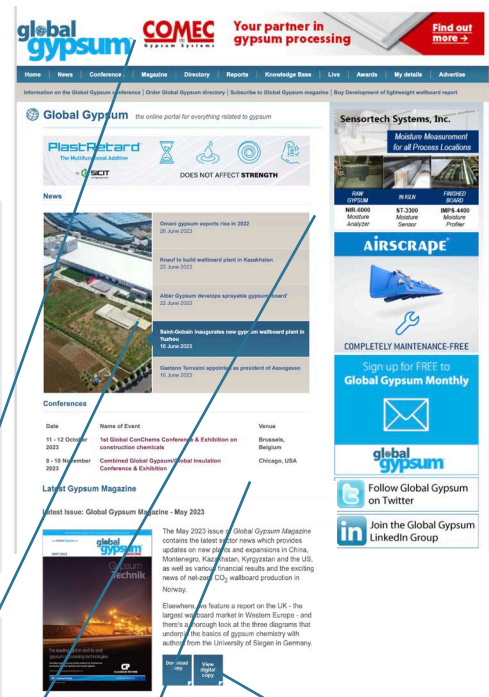 global
gypsum
COMEC
Gypsum Systems
Your partner in
gypsum processing
Find out
more →
Home News Conference Magazine Directory Reports Knowledge Base Live Awards My details Advertise
Information on the Global Gypsum conference | Order Global Gypsum directory | Subscribe to Global Gypsum magazine | Buy Development of lightweight wallboard report
Global Gypsum the online portal for everything related to gypsum
PlastRetard
The Multifunctional Additive
by SICIT
DOES NOT AFFECT STRENGTH
News
Omani gypsum exports rise in 2022
26 June 2023
Knauf to build wallboard plant in Kazakhstan
22 June 2023
Albér Gypsum develops sprayable gypsum board'
22 June 2023
Saint-Gobain inaugurates new gypsum wallboard plant in
Yuzhou
16 June 2023
Gaetano Terrasini appointed as president of Assogesso
16 June 2023
Conferences
Date Name of Event Venue
11 - 12 October
2023
1st Global ConChems Conference & Exhibition on
construction chemicals
Brussels,
Belgium
9 - 10 November
2023
Combined Global Gypsum/Global Insulation
Conference & Exhibition
Chicago, USA
Latest Gypsum Magazine
Latest Issue: Global Gypsum Magazine - May 2023
global
gypsum
MAGAZINE
Gypsum
Technik
The leading light in end to end
gypsum processing technologies.
The May 2023 issue of Global Gypsum Magazine
contains the latest sector news which provides
updates on new plants and expansions in China,
Montenegro, Kazakhstan, Kyrgyzstan and the US,
as well as various financial results and the exciting
news of net-zero CO2 wallboard production in
Norway.
Elsewhere, we feature a report on the UK - the
largest wallboard market in Western Europe - and
there's a thorough look at the three diagrams that
underpin the basics of gypsum chemistry with
authors from the University of Siegen in Germany.
Download
copy
View
digital
copy
Sensortech Systems, Inc.
Moisture Measurement
for all Process Locations
RAW
GYPSUM
IN KILN
FINISHED
BOARD
NIR-6000
Moisture
Analyzer
ST-3300
Moisture
Sensor
IMPS-4400
Moisture
Profiler
AIRSCRAPE
COMPLETELY MAINTENANCE-FREE
Sign up for FREE to
Global Gypsum Monthly
global
gypsum
Follow Global Gypsum
on Twitter
Join the Global Gypsum
LinkedIn Group